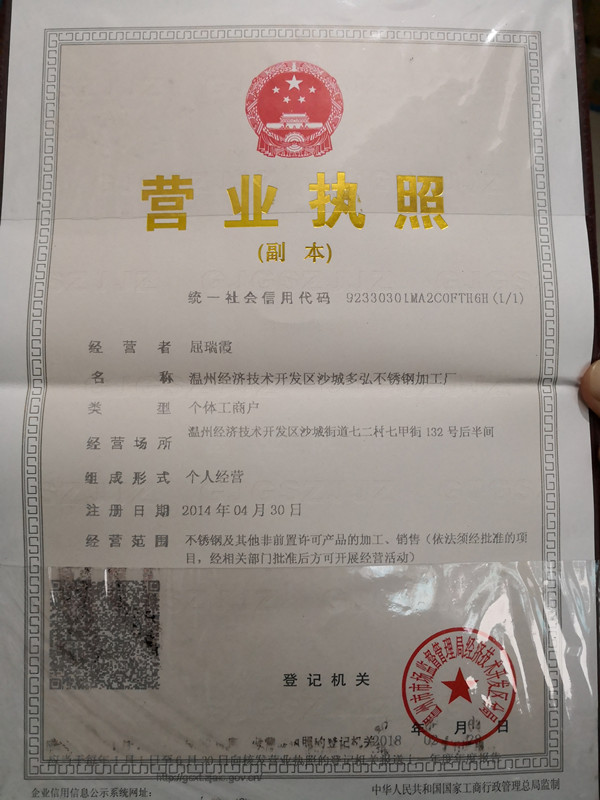 营业执照
(副 本)
统一社会信用代码 92330301MA2C0FTH6H(1/1)
经营者 屈瑞霞
名称 温州经济技术开发区沙城多弘不锈钢加工厂
类型 个体工商户
经营场所 温州经济技术开发区沙城街道七二村七甲街132号后半间
组成形式 个人经营
注册日期 2014年04月30日
经营范围 不锈钢及其他非前置许可产品的加工、销售（依法须经批准的项
目，经相关部门批准后方可开展经营活动）
登记机关
年 月 日
2018
企业信用信息公示系统网址：
中华人民共和国国家工商行政管理总局监制